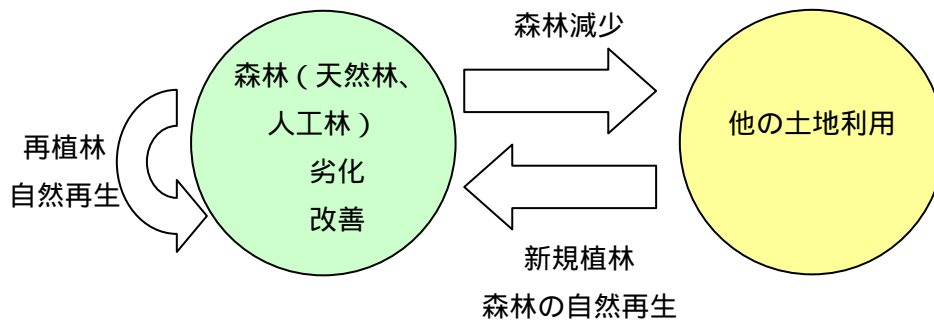 森林減少
森林（天然林、
人工林）
劣化
改善
他の土地利用
再植林
自然再生
新規植林
森林の自然再生